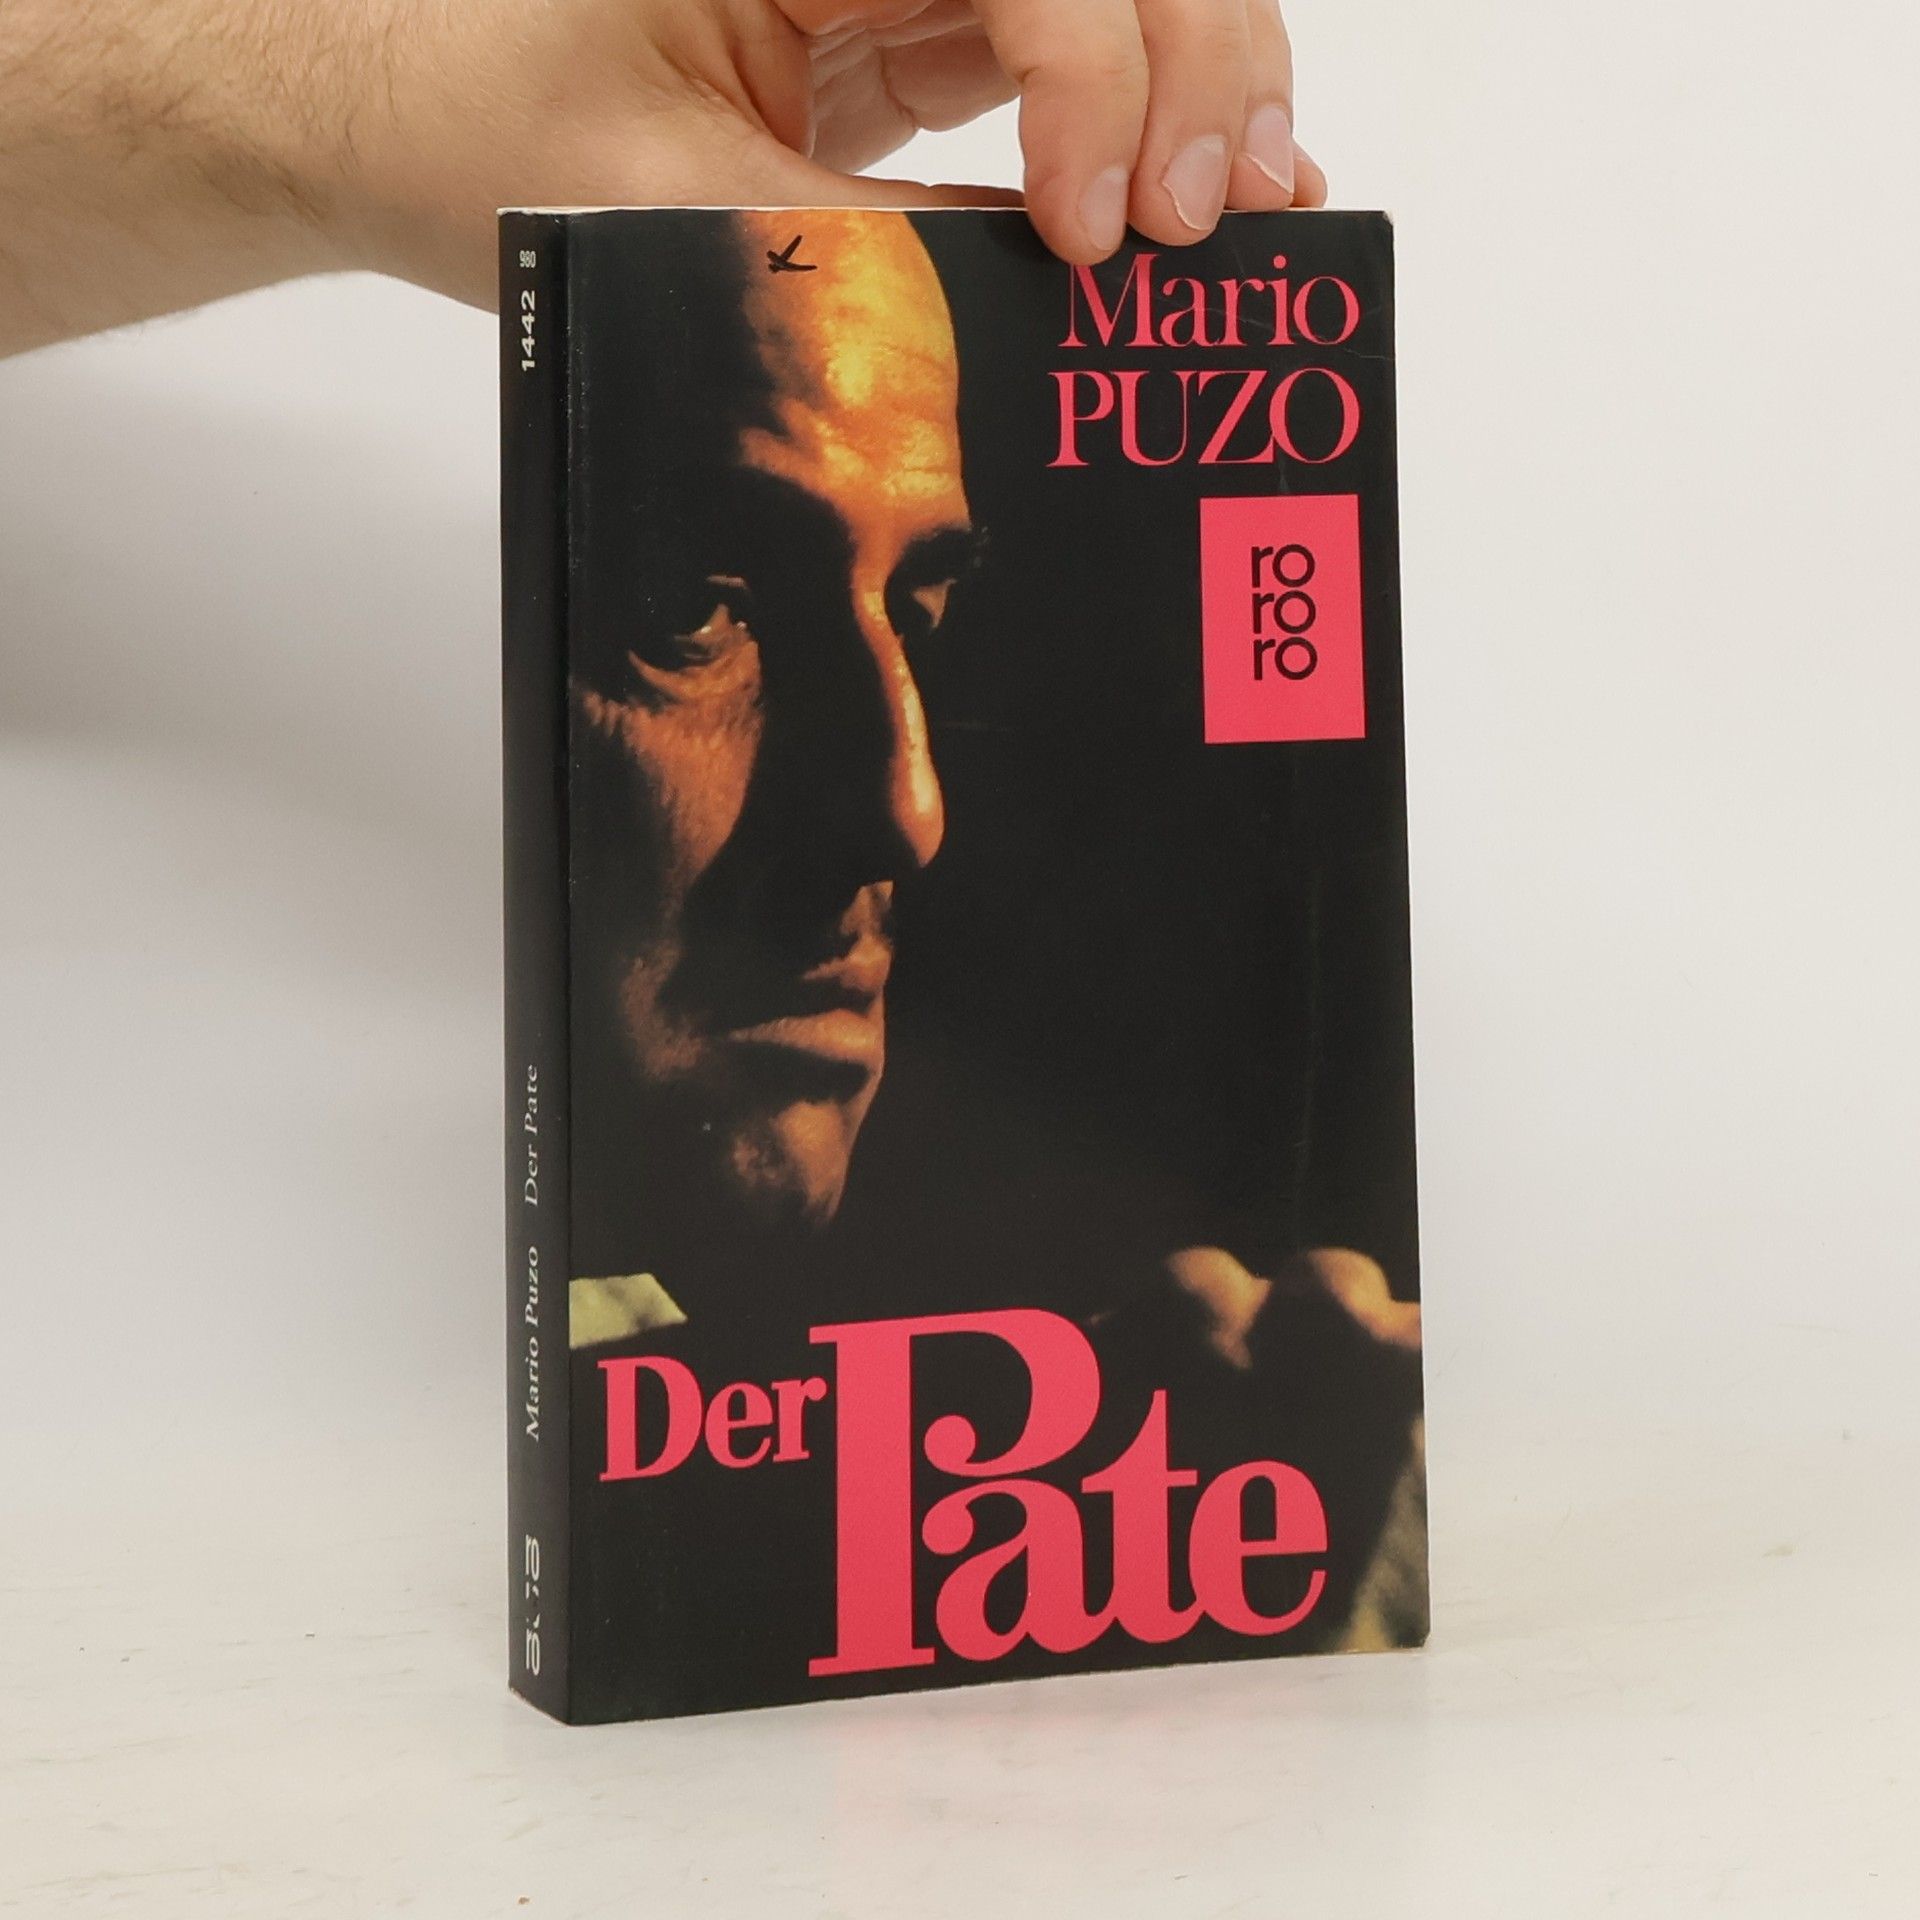 Mario
PUZO
ro
ro
ro
Der Pate
1442
980
Mario Puzo Der Pate